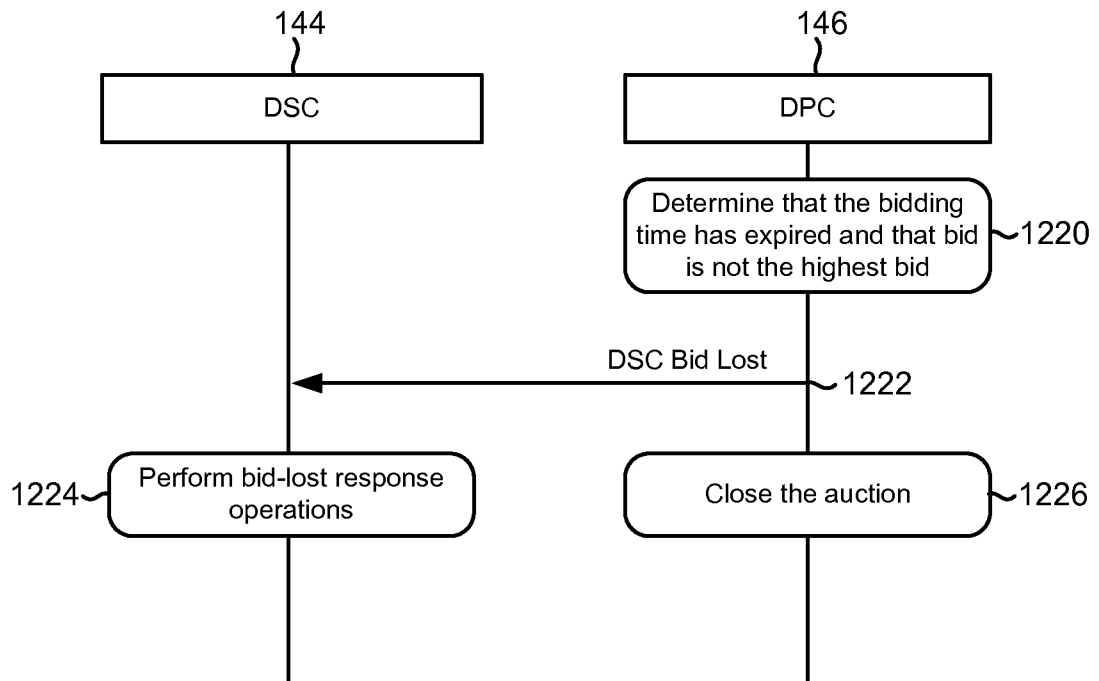 144
146
DSC
DPC
Determine that the bidding
time has expired and that bid
is not the highest bid
1220
DSC Bid Lost
1222
1224
Perform bid-lost response
operations
Close the auction
1226